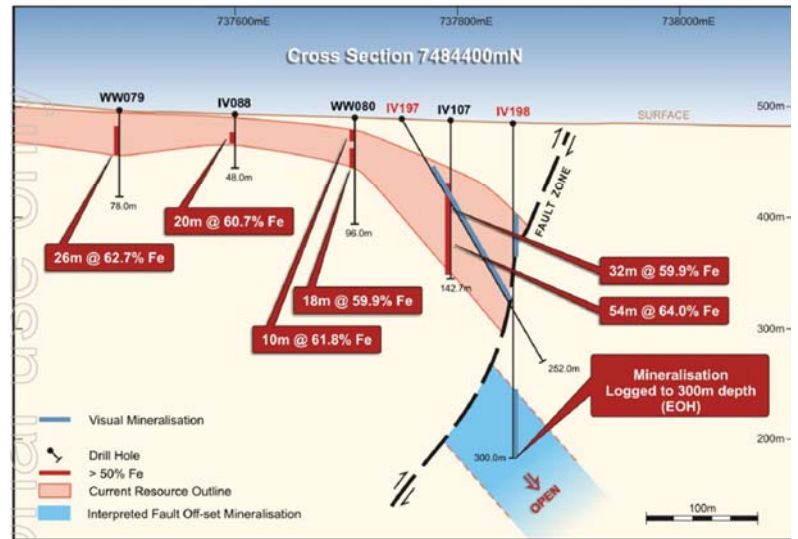 737600mE
737800mE
738000mE
Cross Section 7484400mN
WW079
IV088
WW080
IV197
IV107
IV198
SURFACE
500m
400m
300m
200m
78.0m
48.0m
96.0m
142.7m
252.0m
300.0m
FAULT ZONE
26m @ 62.7% Fe
20m @ 60.7% Fe
18m @ 59.9% Fe
10m @ 61.8% Fe
32m @ 59.9% Fe
54m @ 64.0% Fe
Mineralisation
Logged to 300m depth
(EOH)
OPEN
Visual Mineralisation
Drill Hole
> 50% Fe
Current Resource Outline
Interpreted Fault Off-set Mineralisation
100m
onal use only